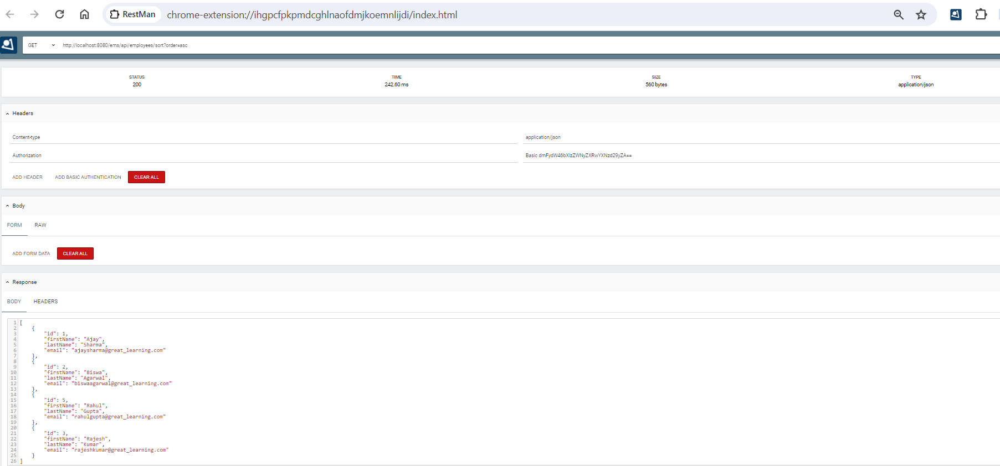 RestMan chrome-extension://ihgpcfpkpmdcghlnaofdmjkoemnlijdi/index.html
GET http://localhost:8080/ems/api/employees/sort?order=asc
STATUS TIME SIZE TYPE
200 242.60 ms 560 bytes application/json
Headers
Content-type application/json
Authorization Basic dmFydW46bXlzZWNyZXRwYXNzd29yZA==
ADD HEADER ADD BASIC AUTHENTICATION CLEAR ALL
Body
FORM RAW
ADD FORM DATA CLEAR ALL
Response
BODY HEADERS
1 [
2 {
3 "id": 1,
4 "firstName": "Ajay",
5 "lastName": "Sharma",
6 "email": "ajaysharma@great_learning.com"
7 },
8 {
9 "id": 2,
10 "firstName": "Biswa",
11 "lastName": "Agarwal",
12 "email": "biswaagarwal@great_learning.com"
13 },
14 {
15 "id": 5,
16 "firstName": "Rahul",
17 "lastName": "Gupta",
18 "email": "rahulgupta@great_learning.com"
19 },
20 {
21 "id": 3,
22 "firstName": "Rajesh",
23 "lastName": "Kumar",
24 "email": "rajeshkumar@great_learning.com"
25 }
26 ]